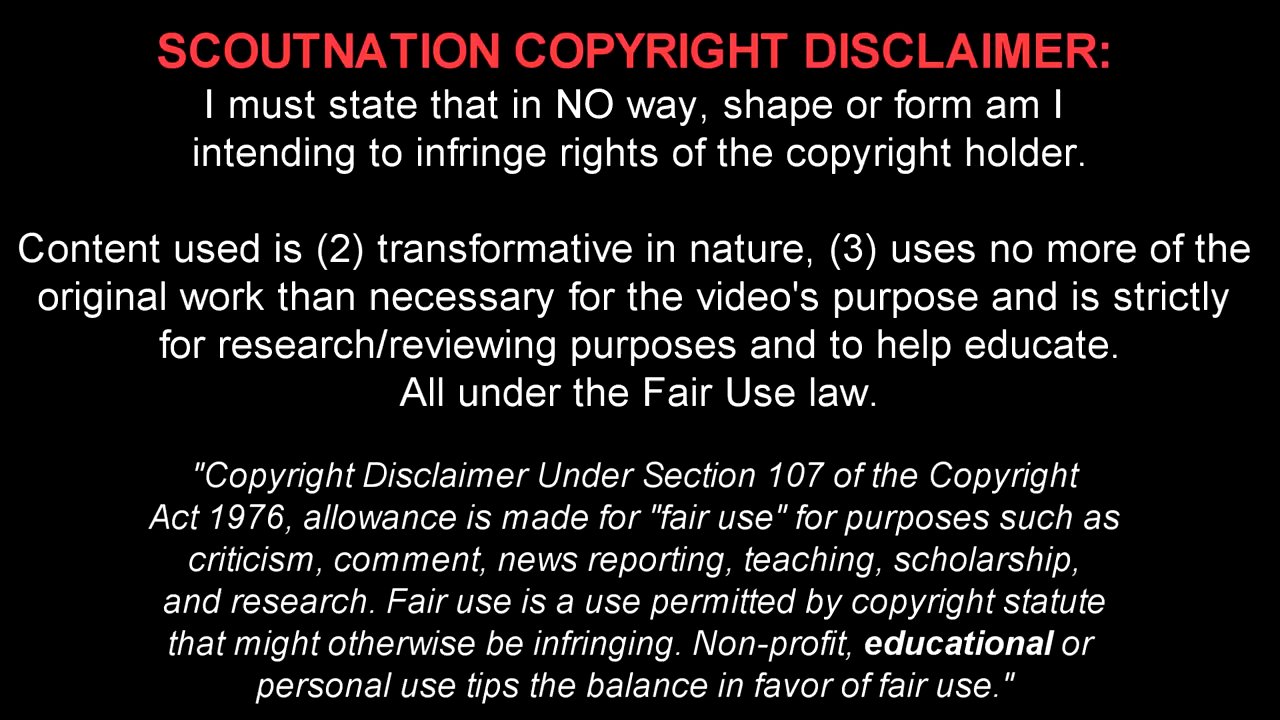 SCOUTNATION COPYRIGHT DISCLAIMER:
I must state that in NO way, shape or form am I
intending to infringe rights of the copyright holder.
Content used is (2) transformative in nature, (3) uses no more of the
original work than necessary for the video's purpose and is strictly
for research/reviewing purposes and to help educate.
All under the Fair Use law.
"Copyright Disclaimer Under Section 107 of the Copyright
Act 1976, allowance is made for "fair use" for purposes such as
criticism, comment, news reporting, teaching, scholarship,
and research. Fair use is a use permitted by copyright statute
that might otherwise be infringing. Non-profit, educational or
personal use tips the balance in favor of fair use."